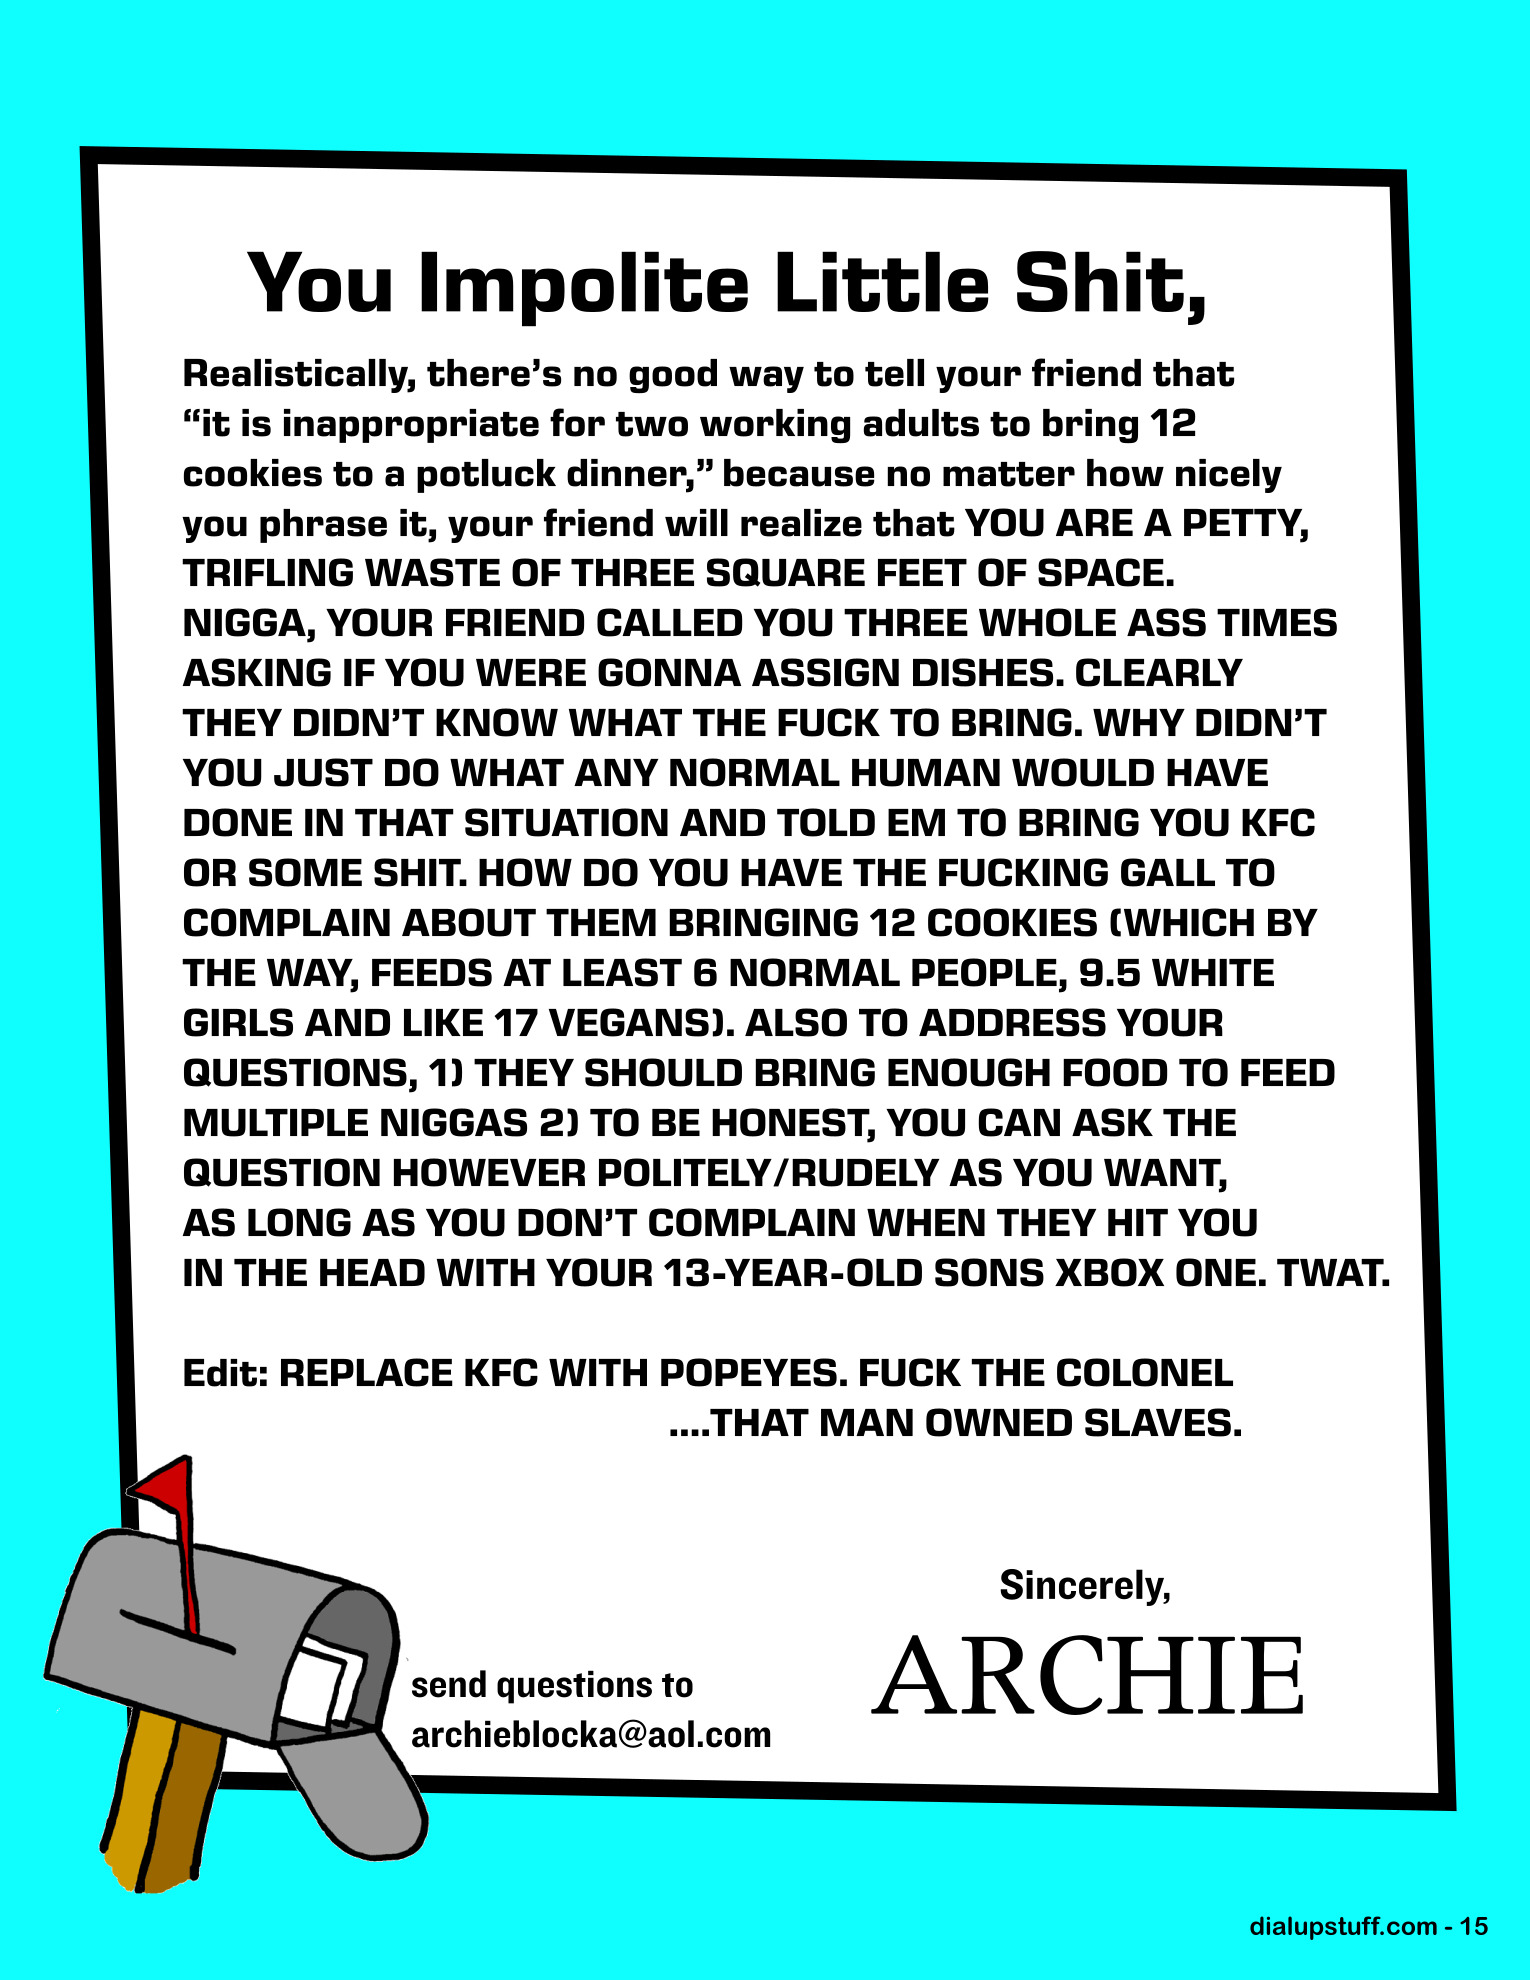 You Impolite Little Shit,
Realistically, there’s no good way to tell your friend that
“it is inappropriate for two working adults to bring 12
cookies to a potluck dinner,” because no matter how nicely
you phrase it, your friend will realize that YOU ARE A PETTY,
TRIFLING WASTE OF THREE SQUARE FEET OF SPACE.
NIGGA, YOUR FRIEND CALLED YOU THREE WHOLE ASS TIMES
ASKING IF YOU WERE GONNA ASSIGN DISHES. CLEARLY
THEY DIDN’T KNOW WHAT THE FUCK TO BRING. WHY DIDN’T
YOU JUST DO WHAT ANY NORMAL HUMAN WOULD HAVE
DONE IN THAT SITUATION AND TOLD EM TO BRING YOU KFC
OR SOME SHIT. HOW DO YOU HAVE THE FUCKING GALL TO
COMPLAIN ABOUT THEM BRINGING 12 COOKIES (WHICH BY
THE WAY, FEEDS AT LEAST 6 NORMAL PEOPLE, 9.5 WHITE
GIRLS AND LIKE 17 VEGANS). ALSO TO ADDRESS YOUR
QUESTIONS, 1) THEY SHOULD BRING ENOUGH FOOD TO FEED
MULTIPLE NIGGAS 2) TO BE HONEST, YOU CAN ASK THE
QUESTION HOWEVER POLITELY/RUDELY AS YOU WANT,
AS LONG AS YOU DON’T COMPLAIN WHEN THEY HIT YOU
IN THE HEAD WITH YOUR 13-YEAR-OLD SONS XBOX ONE. TWAT.
Edit: REPLACE KFC WITH POPEYES. FUCK THE COLONEL
....THAT MAN OWNED SLAVES.
Sincerely,
ARCHIE
send questions to
archieblocka@aol.com
dialupstuff.com - 15